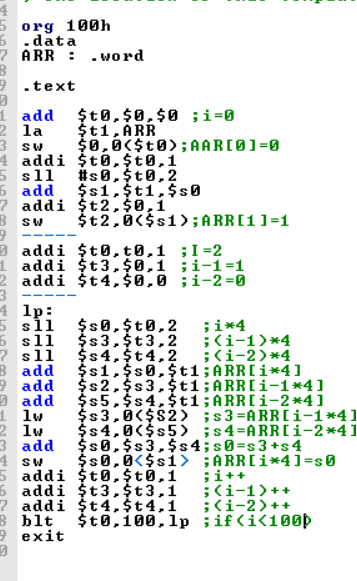 org 100h
.data
ARR : .word
.text
add $t0,$0,$0 ;i=0
la $t1,ARR
sw $0,0($t0);AAR[0]=0
addi $t0,$t0,1
sll #s0,$t0,2
add $s1,$t1,$s0
addi $t2,$0,1
sw $t2,0($s1);ARR[1]=1
-----
addi $t0,t0,1 ;I=2
addi $t3,$0,1 ;i-1=1
addi $t4,$0,0 ;i-2=0
-----
lp:
sll $s0,$t0,2 ;i*4
sll $s3,$t3,2 ;(i-1)*4
sll $s4,$t4,2 ;(i-2)*4
add $s1,$s0,$t1;ARR[i*4]
add $s2,$s3,$t1;ARR[i-1*4]
add $s5,$s4,$t1;ARR[i-2*4]
lw $s3,0($S2) ;s3=ARR[i-1*4]
lw $s4,0($s5) ;s4=ARR[i-2*4]
add $s0,$s3,$s4;s0=s3+s4
sw $s0,0($s1) ;ARR[i*4]=s0
addi $t0,$t0,1 ;i++
addi $t3,$t3,1 ;(i-1)++
addi $t4,$t4,1 ;(i-2)++
blt $t0,100,lp ;if(i<100)
exit